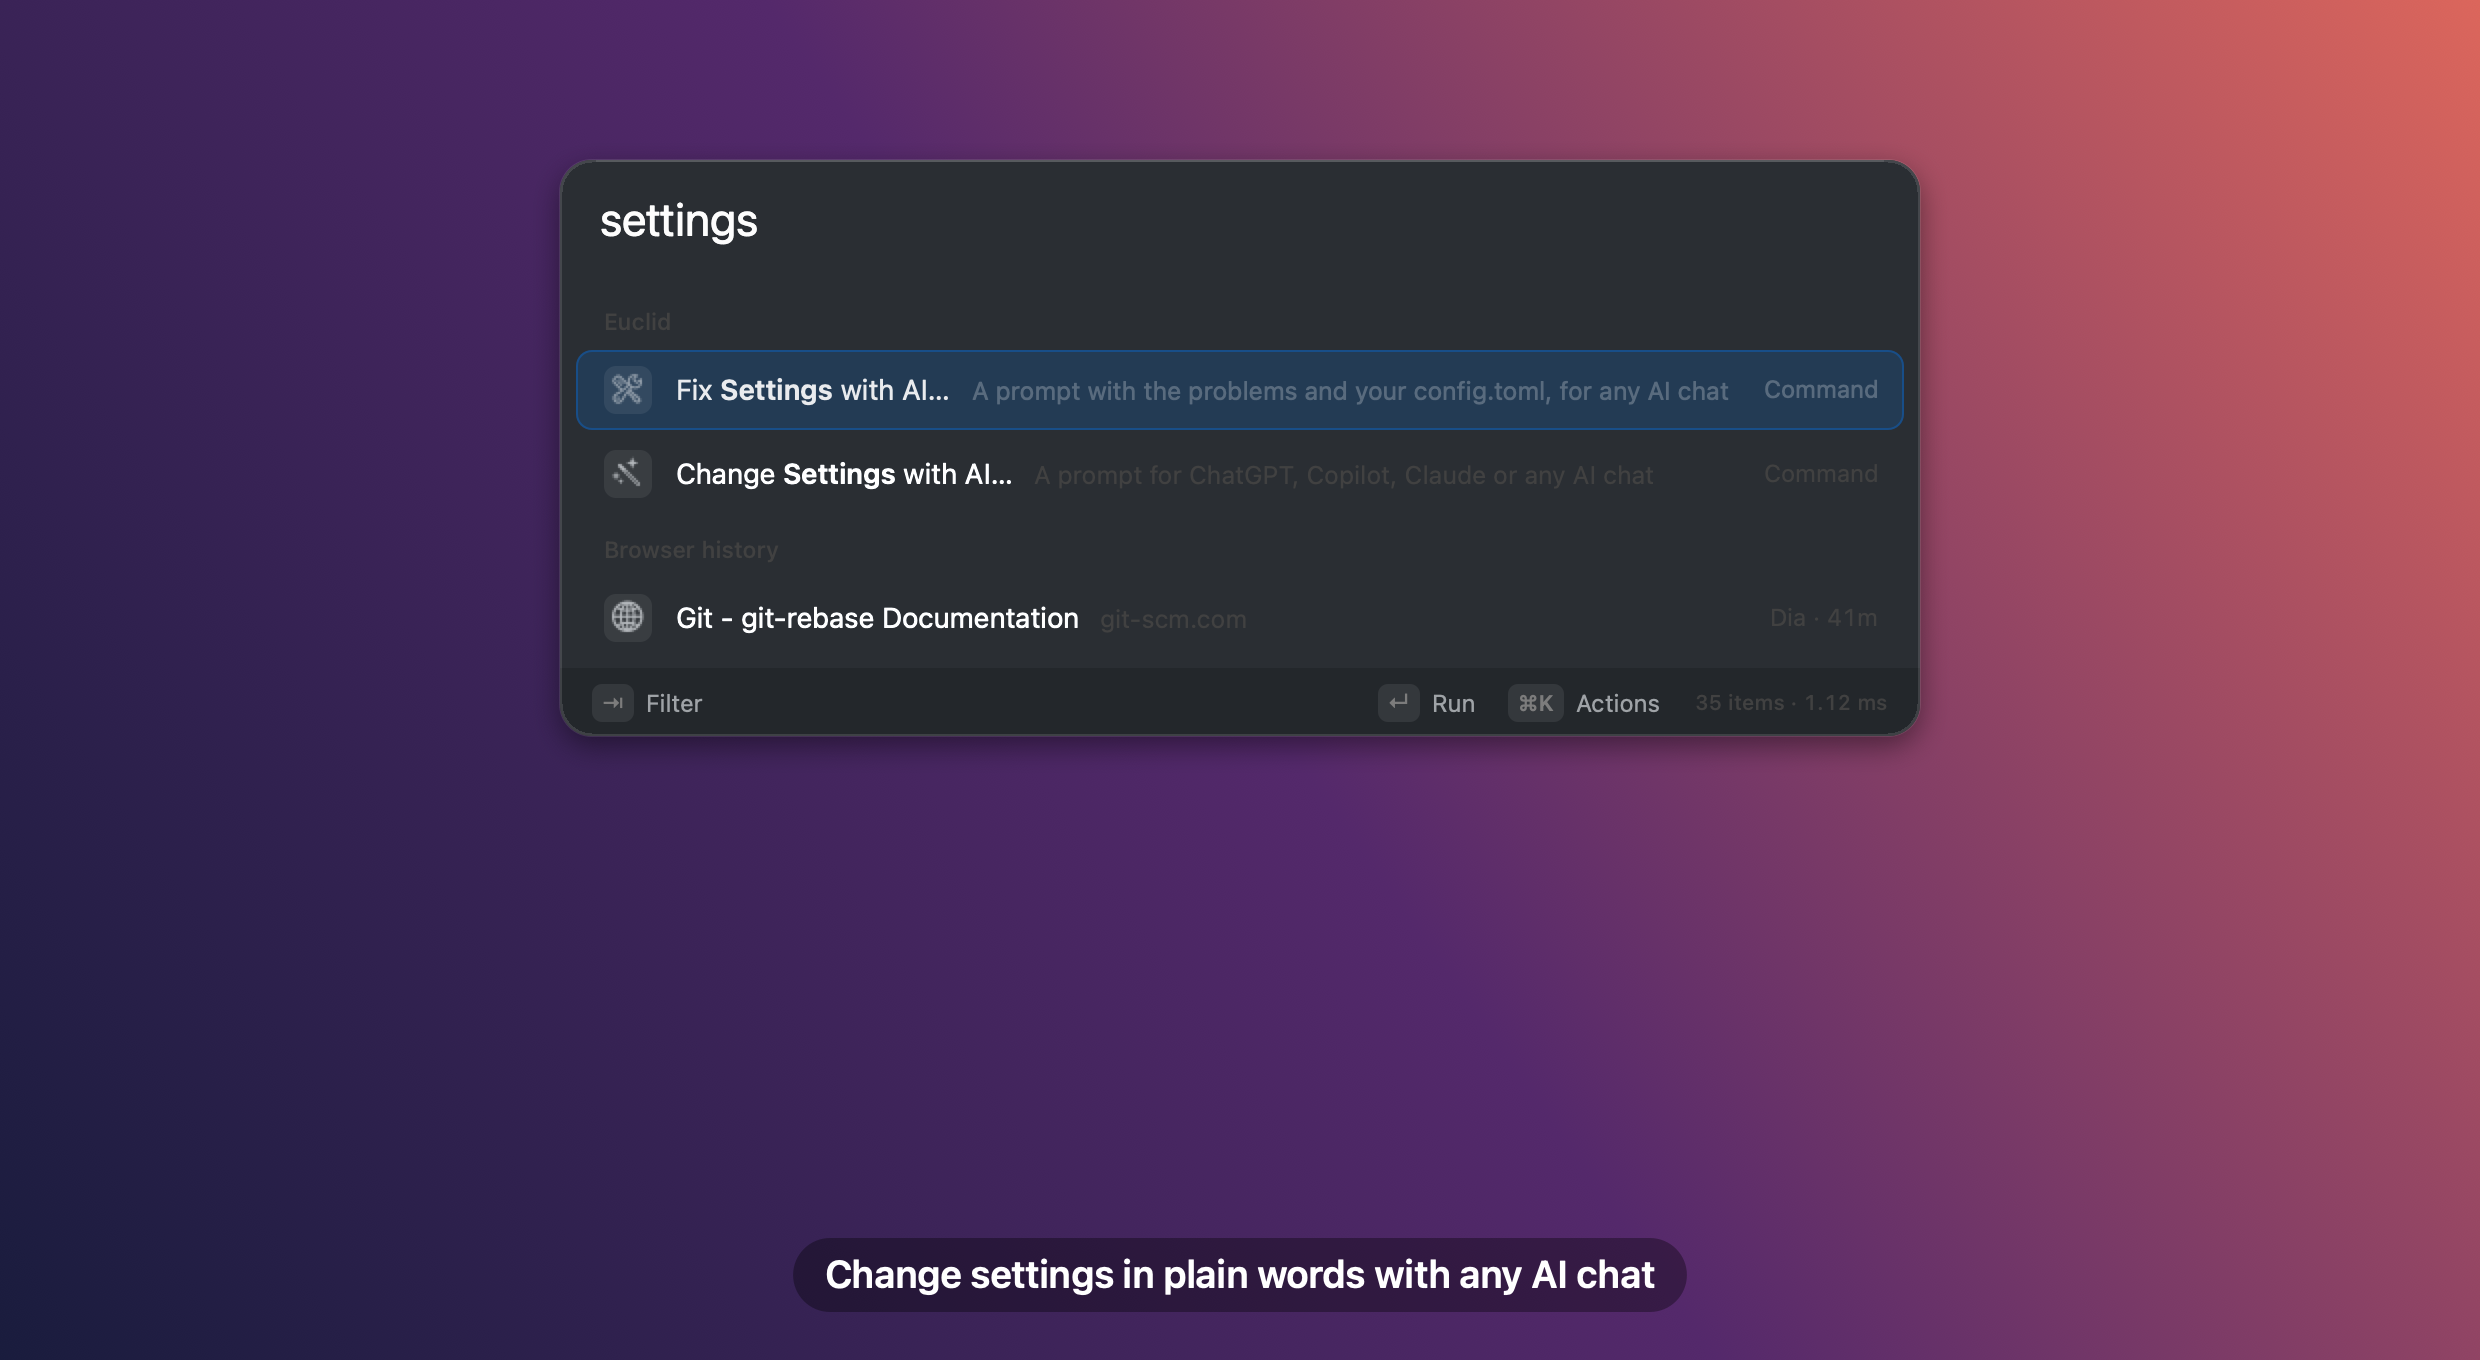 settings
Euclid
Fix Settings with AI... A prompt with the problems and your config.toml, for any AI chat Command
Change Settings with AI... A prompt for ChatGPT, Copilot, Claude or any AI chat Command
Browser history
Git - git-rebase Documentation git-scm.com Dia · 41m
Filter Run ⌘K Actions 35 items · 1.12 ms
Change settings in plain words with any AI chat